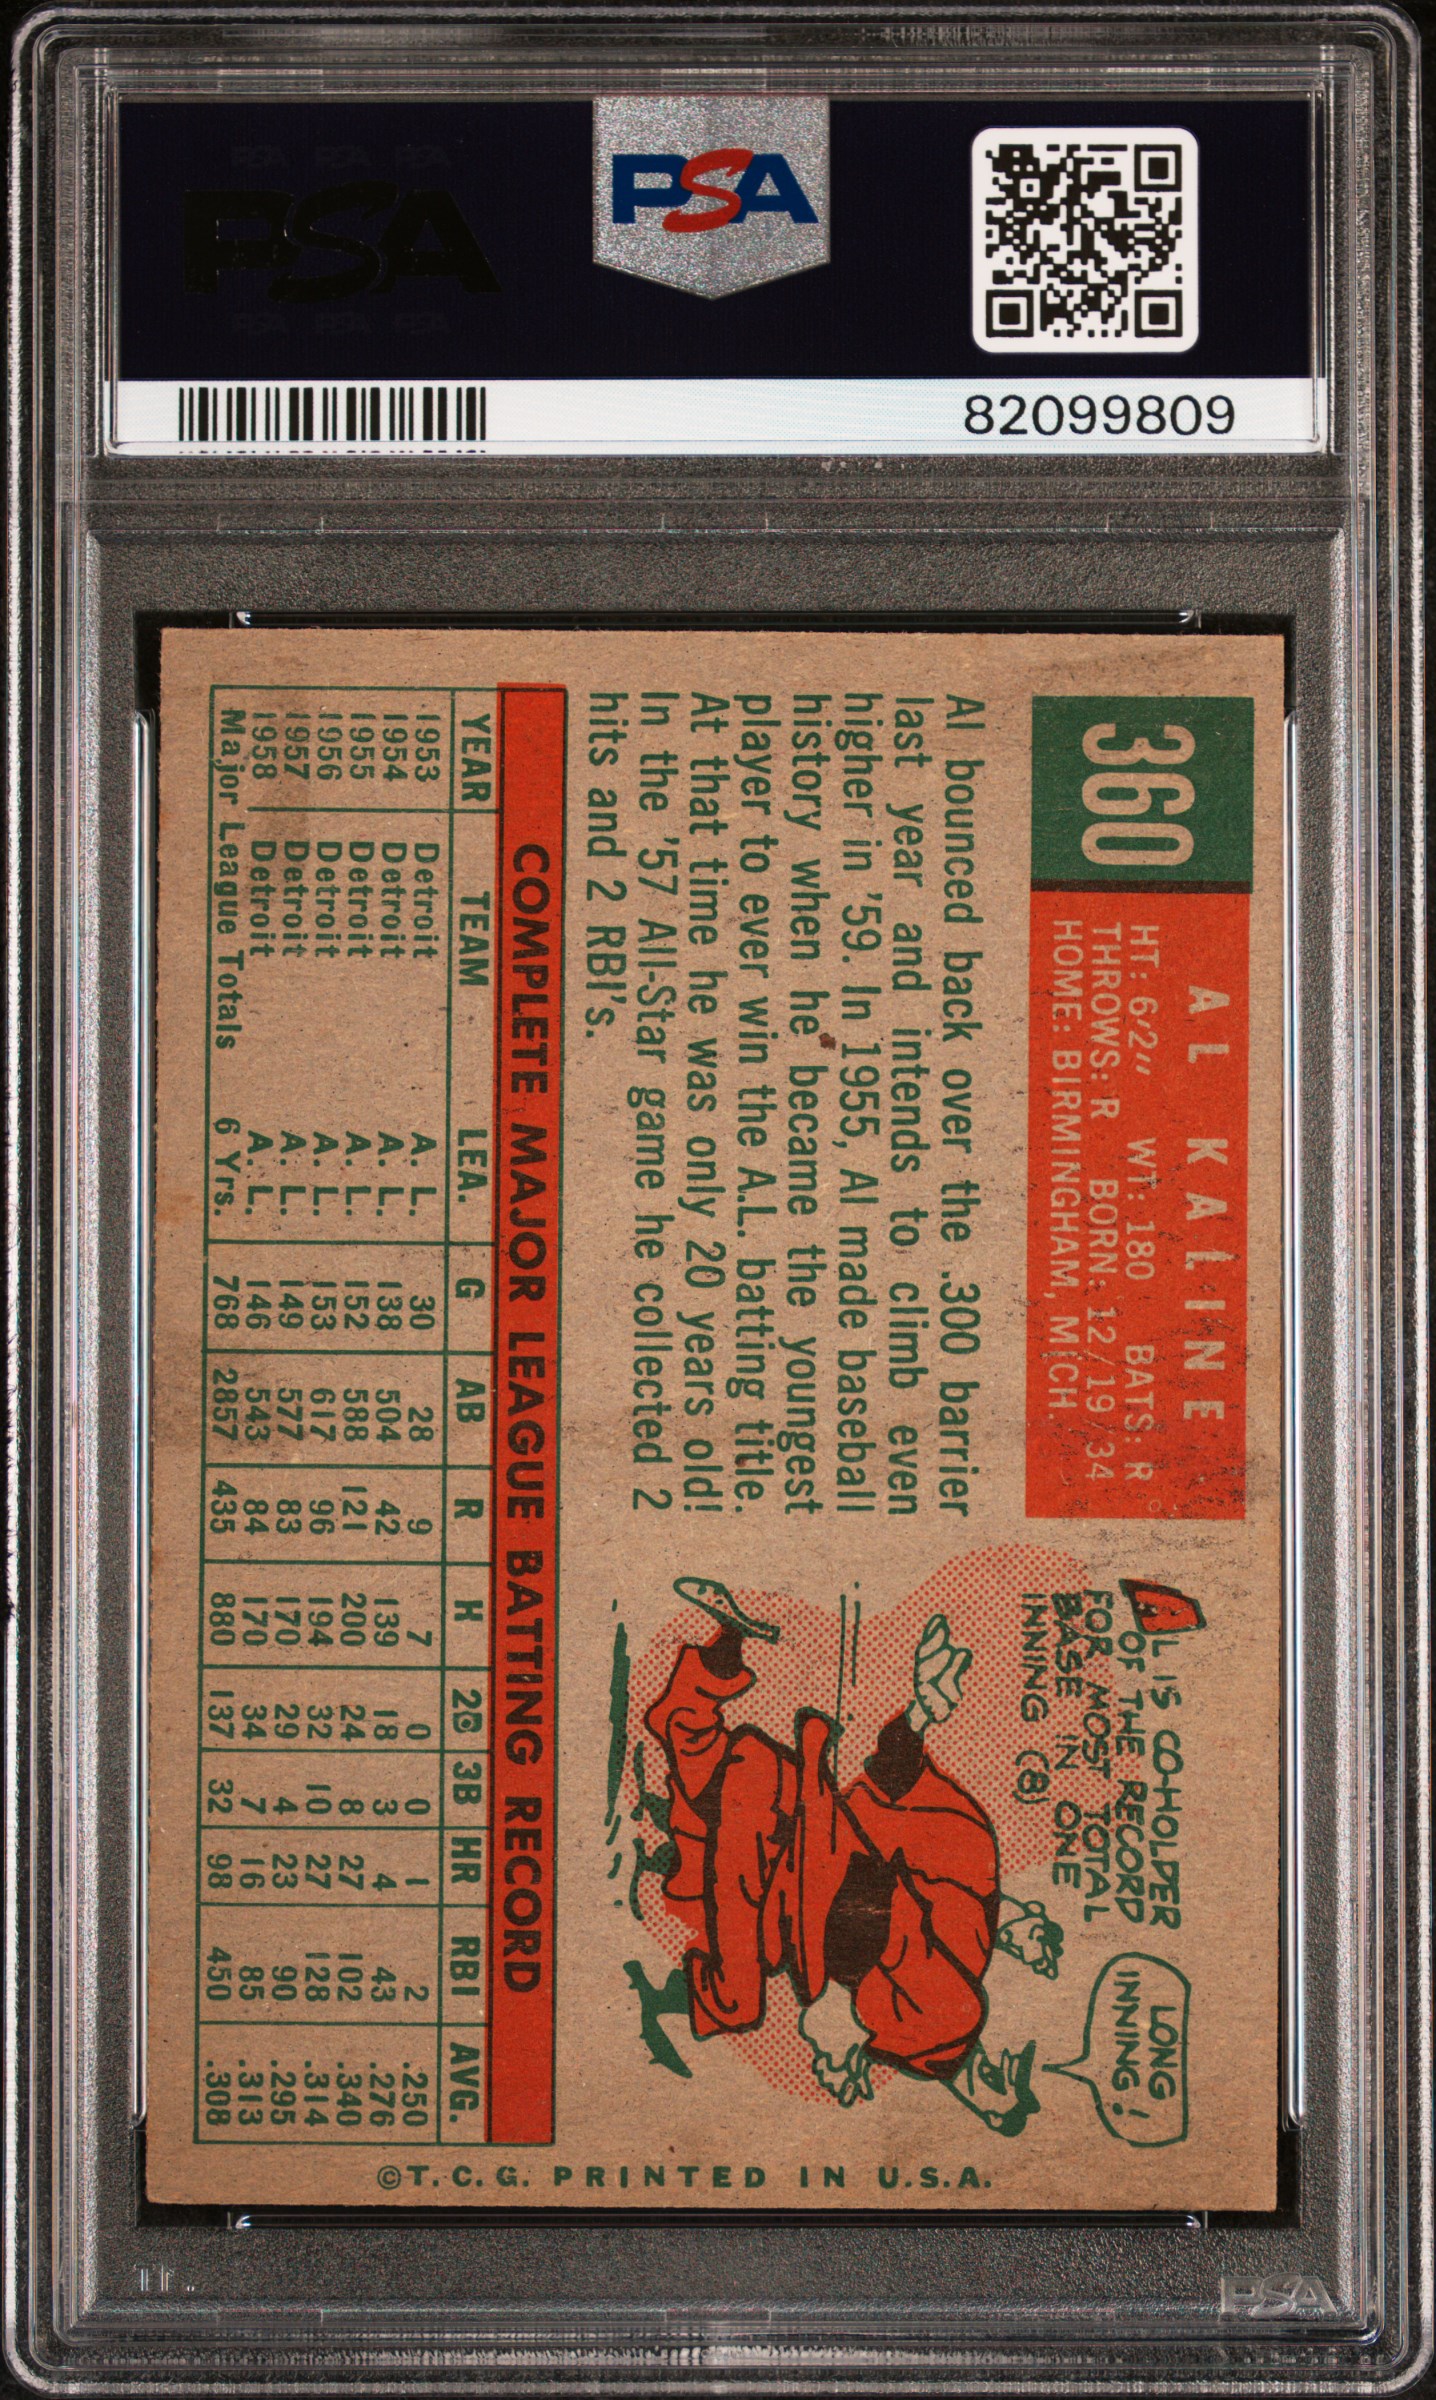 PSA
PSA PSA PSA
PSA
PSA PSA PSA
82099809
360
AL KALINE
HT: 6'2" WT: 180 BATS: R
THROWS: R BORN: 12/19/34
HOME: BIRMINGHAM, MICH.
Al bounced back over the .300 barrier
last year and intends to climb even
higher in '59. In 1955, Al made baseball
history when he became the youngest
player to ever win the A.L. batting title.
At that time he was only 20 years old!
In the '57 All-Star game he collected 2
hits and 2 RBI's.
AL IS CO-HOLDER
OF THE RECORD
FOR MOST TOTAL
BASE IN ONE
INNING (8)
LONG
INNING!
COMPLETE MAJOR LEAGUE BATTING RECORD
YEAR TEAM LEA. G AB R H 2B 3B HR RBI AVG.
1953 Detroit A. L. 30 28 9 7 0 0 1 2 .250
1954 Detroit A. L. 138 504 42 139 18 3 4 43 .276
1955 Detroit A. L. 152 588 121 200 24 8 27 102 .340
1956 Detroit A. L. 153 617 96 194 32 10 27 128 .314
1957 Detroit A. L. 149 577 83 170 29 4 23 90 .295
1958 Detroit A. L. 146 543 84 170 34 7 16 85 .313
Major League Totals 6 Yrs. 768 2857 435 880 137 32 98 450 .308
©T. C. G. PRINTED IN U.S.A.
PSA